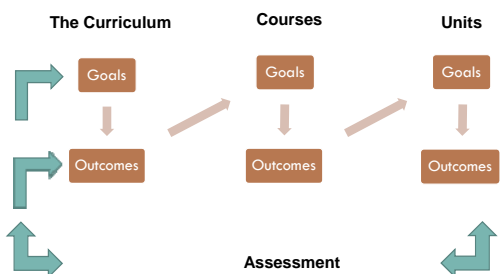 The Curriculum
Courses
Units
Goals
Goals
Goals
Outcomes
Outcomes
Outcomes
Assessment